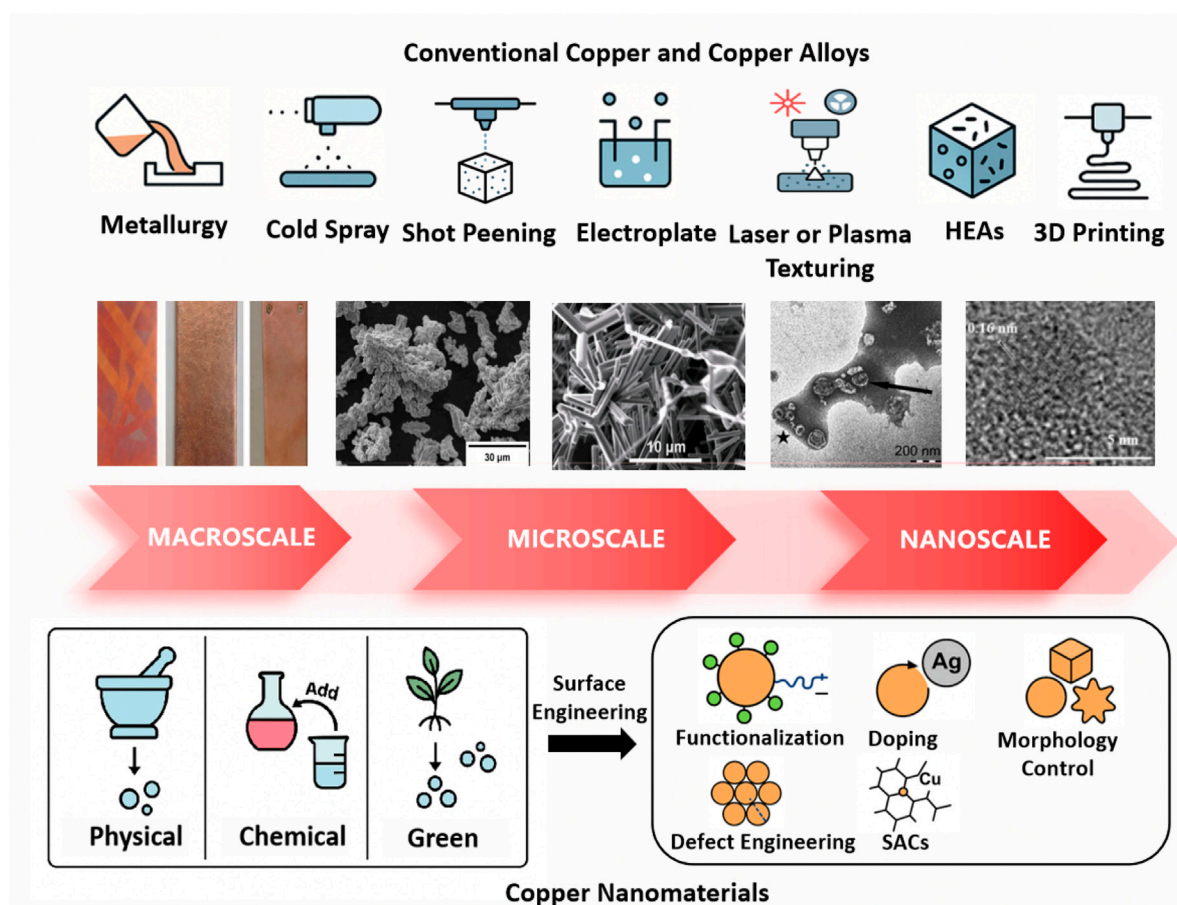 Conventional Copper and Copper Alloys
Metallurgy
Cold Spray
Shot Peening
Electroplate
Laser or Plasma
Texturing
HEAs
3D Printing
30 μm
10 μm
200 nm
0.16 nm
5 nm
MACROSCALE
MICROSCALE
NANOSCALE
Physical
Add
Chemical
Green
Surface
Engineering
Functionalization
Ag
Doping
Morphology
Control
Defect Engineering
Cu
SACs
Copper Nanomaterials